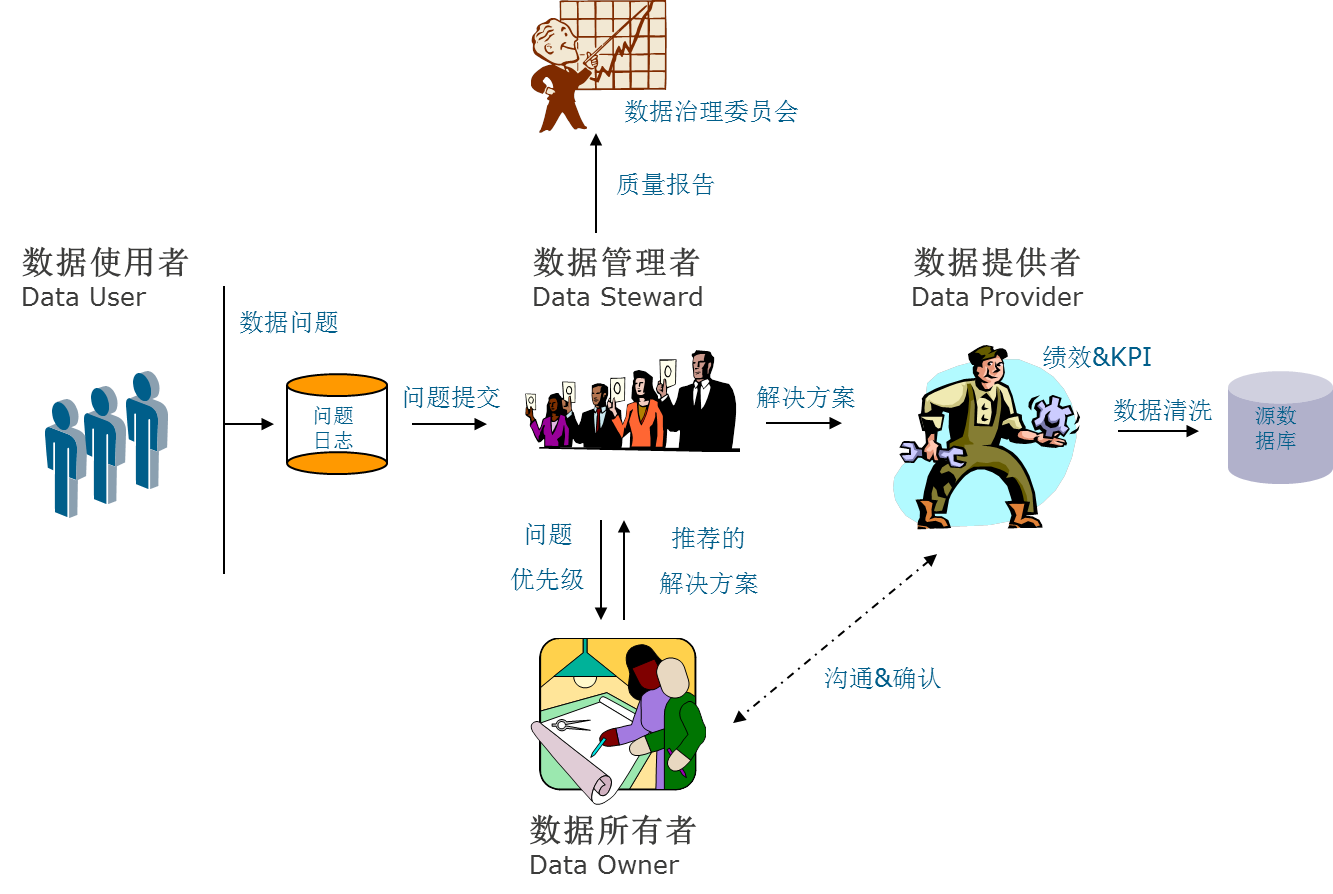 数据治理委员会
质量报告
数据使用者
Data User
数据管理者
Data Steward
数据提供者
Data Provider
数据问题
绩效&KPI
问题提交
解决方案
数据清洗
问题
日志
源数
据库
问题
优先级
推荐的
解决方案
沟通&确认
数据所有者
Data Owner